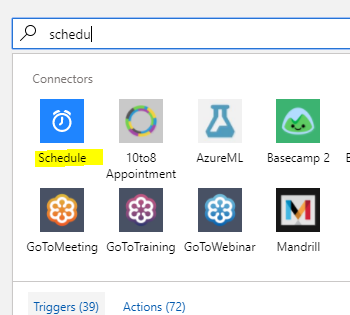 schedu
Connectors
Schedule
10to8 Appointment
AzureML
Basecamp 2
GoToMeeting
GoToTraining
GoToWebinar
Mandrill
Triggers (39)
Actions (72)